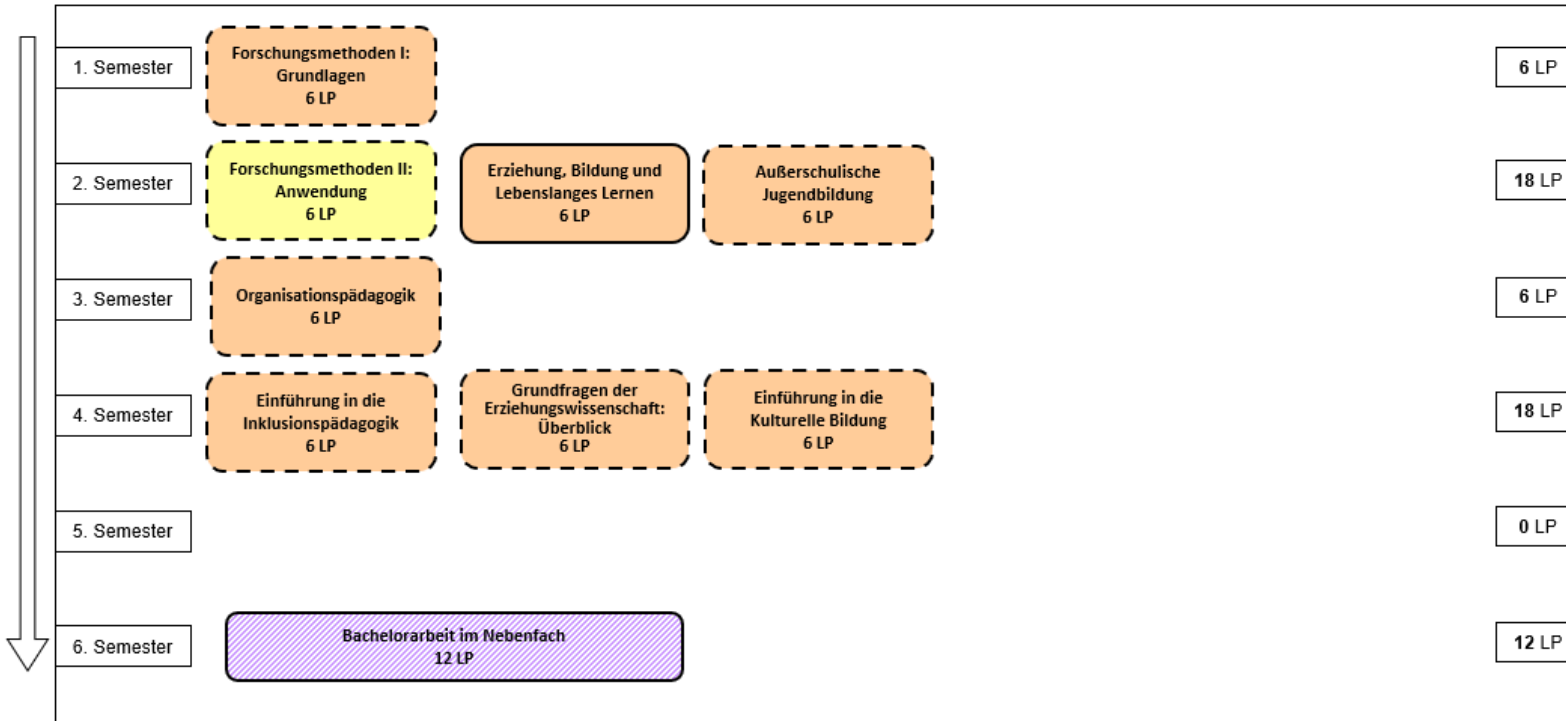 1. Semester
Forschungsmethoden I:
Grundlagen
6 LP
6 LP
2. Semester
Forschungsmethoden II:
Anwendung
6 LP
Erziehung, Bildung und
Lebenslanges Lernen
6 LP
Außerschulische
Jugendbildung
6 LP
18 LP
3. Semester
Organisationspädagogik
6 LP
6 LP
4. Semester
Einführung in die
Inklusionspädagogik
6 LP
Grundfragen der
Erziehungswissenschaft:
Überblick
6 LP
Einführung in die
Kulturelle Bildung
6 LP
18 LP
5. Semester
0 LP
6. Semester
Bachelorarbeit im Nebenfach
12 LP
12 LP